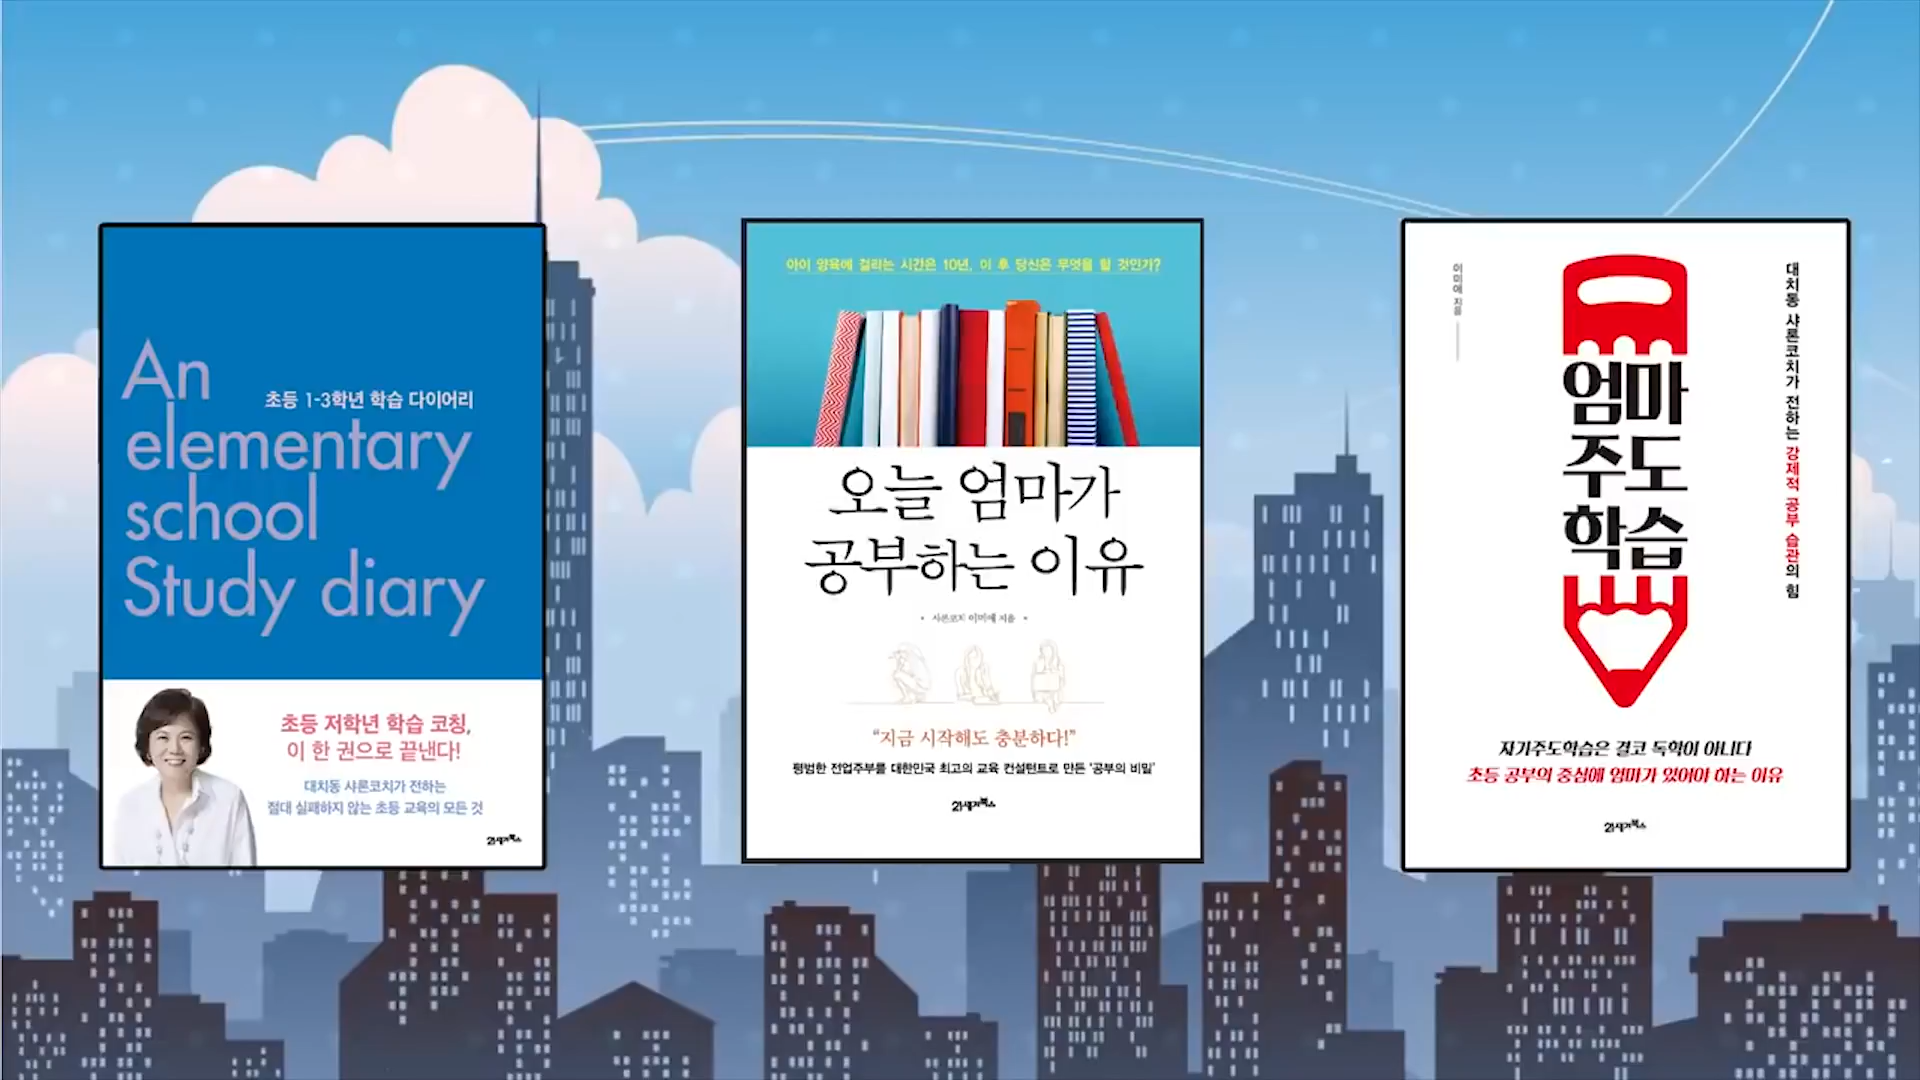 An
초등 1-3학년 학습 다이어리
elementary
school
Study diary
초등 저학년 학습 코칭,
이 한 권으로 끝낸다!
대치동 샤론코치가 전하는
절대 실패하지 않는 초등 교육의 모든 것
21세기북스
아이 양육에 걸리는 시간은 10년, 이 후 당신은 무엇을 할 것인가?
오늘 엄마가
공부하는 이유
• 샤론코치 이미애 지음 •
“지금 시작해도 충분하다!”
평범한 전업주부를 대한민국 최고의 교육 컨설턴트로 만든 ‘공부의 비밀’
21세기북스
이미애 지음
대치동 샤론코치가 전하는 강제적 공부 습관의 힘
엄마
주도
학습
자기주도학습은 결코 독학이 아니다
초등 공부의 중심에 엄마가 있어야 하는 이유
21세기북스